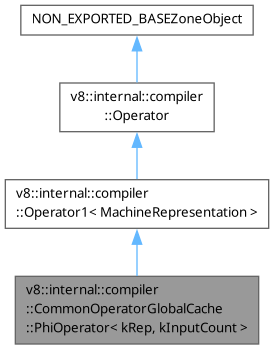 NON_EXPORTED_BASEZoneObject
v8::internal::compiler
::Operator
v8::internal::compiler
::Operator1< MachineRepresentation >
v8::internal::compiler
::CommonOperatorGlobalCache
::PhiOperator< kRep, kInputCount >